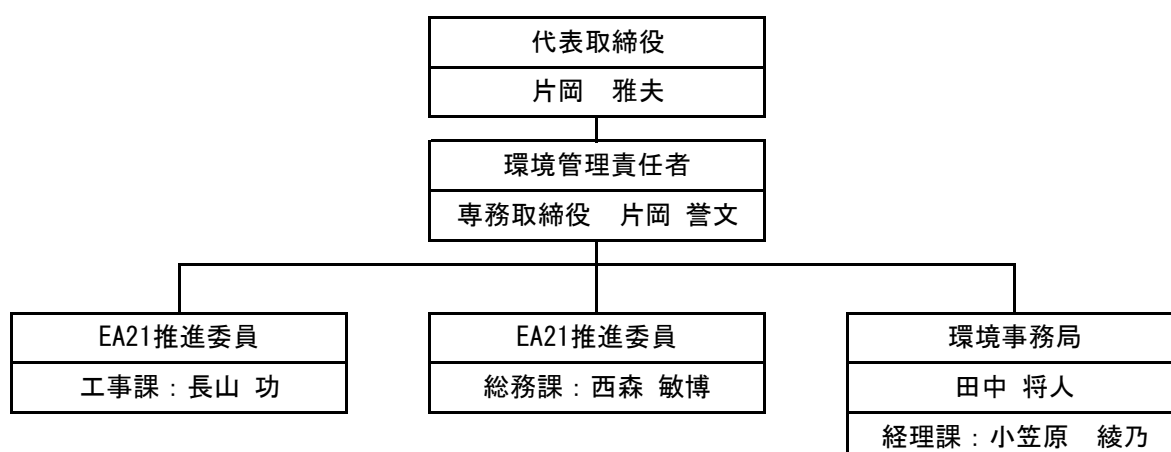 代表取締役
片岡　雅夫
環境管理責任者
専務取締役　片岡 誉文
EA21推進委員
工事課：長山 功
EA21推進委員
総務課：西森 敏博
環境事務局
田中 将人
経理課：小笠原　綾乃